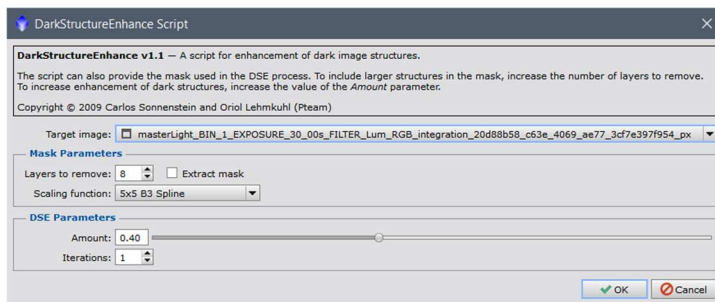 DarkStructureEnhance Script
DarkStructureEnhance v1.1 — A script for enhancement of dark image structures.
The script can also provide the mask used in the DSE process. To include larger structures in the mask, increase the number of layers to remove.
To increase enhancement of dark structures, increase the value of the Amount parameter.
Copyright © 2009 Carlos Sonnenstein and Oriol Lehmkuhl (Pteam)
Target image: masterLight_BIN_1_EXPOSURE_30_00s_FILTER_Lum_RGB_integration_20d88b58_c63e_4069_ae77_3cf7e397f954_px
Mask Parameters
Layers to remove: 8 Extract mask
Scaling function: 5x5 B3 Spline
DSE Parameters
Amount: 0.40
Iterations: 1
OK Cancel